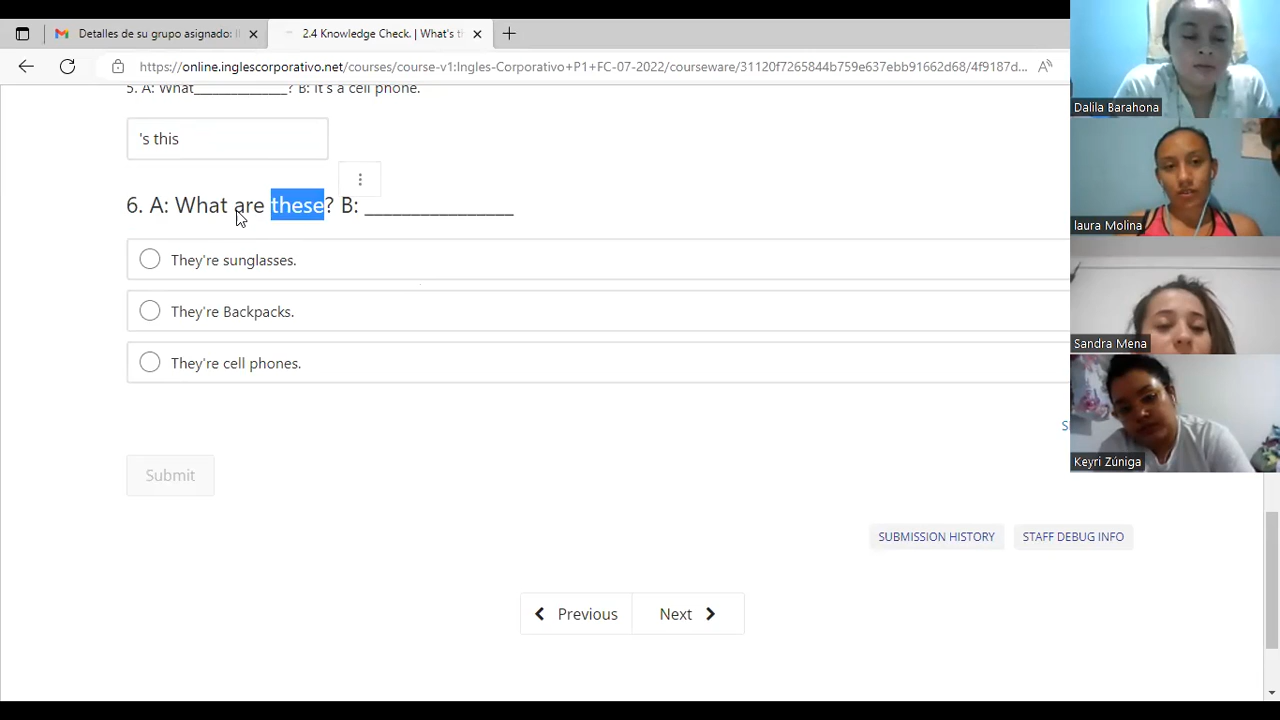 Detalles de su grupo asignado: I
2.4 Knowledge Check. | What's t
https://online.inglescorporativo.net/courses/course-v1:Ingles-Corporativo+P1+FC-07-2022/courseware/31120f7265844b759e637ebb91662d68/4f9187d...
5. A: What______________? B: It's a cell phone.
's this
6. A: What are these? B: ________________
They're sunglasses.
They're Backpacks.
They're cell phones.
S
Submit
SUBMISSION HISTORY
STAFF DEBUG INFO
Previous
Next
Dalila Barahona
laura Molina
Sandra Mena
Keyri Zúniga